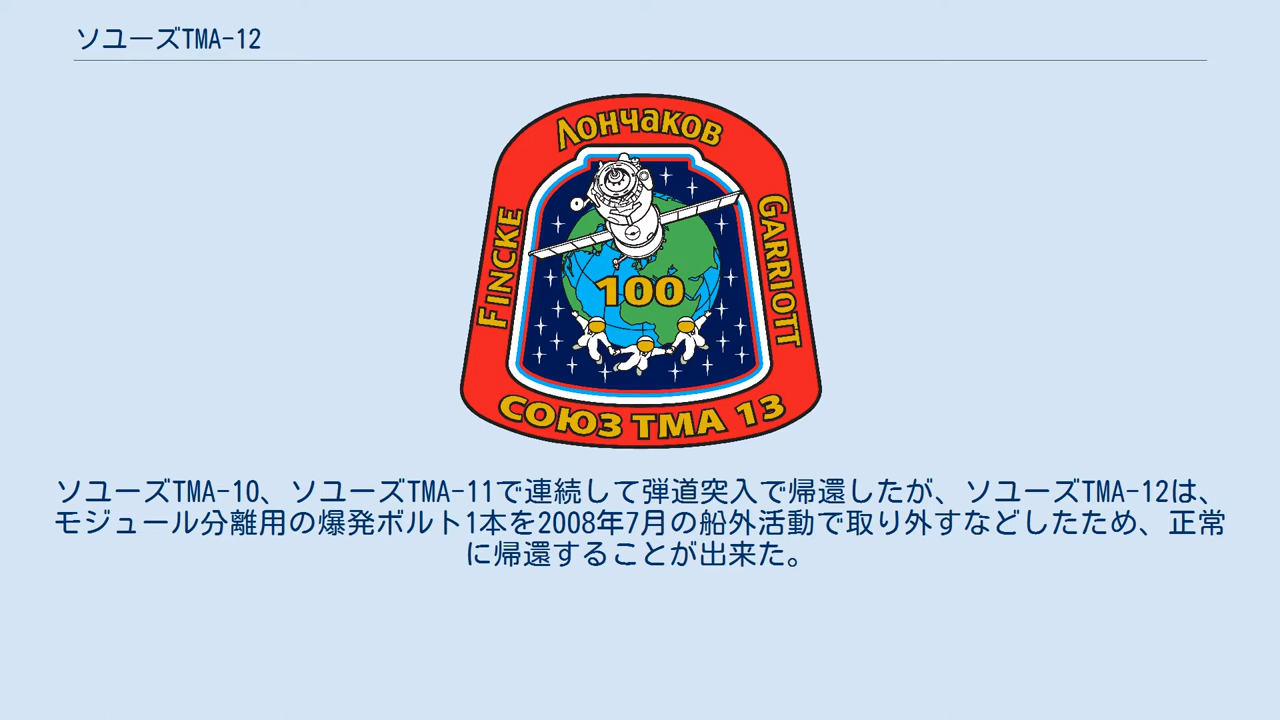 ソユーズTMA-12
Лончаков
FINCKE
GARRIOTT
100
СОЮЗ ТМА 13
ソユーズTMA-10、ソユーズTMA-11で連続して弾道突入で帰還したが、ソユーズTMA-12は、
モジュール分離用の爆発ボルト1本を2008年7月の船外活動で取り外すなどしたため、正常
に帰還することが出来た。